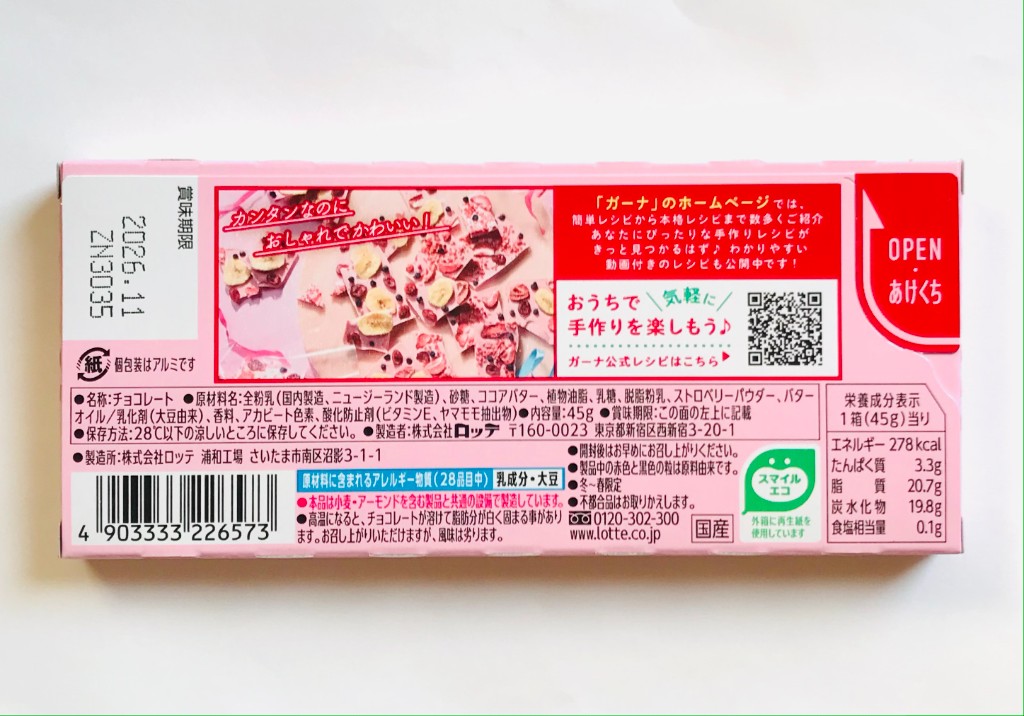 賞味期限
2026.11
ZN3035
紙
個包装はアルミです
カンタンなのに
おしゃれでかわいい！
「ガーナ」のホームページでは、
簡単レシピから本格レシピまで数多くご紹介
あなたにぴったりな手作りレシピが
きっと見つかるはず♪ わかりやすい
動画付きのレシピも公開中です！
おうちで
気軽に
手作りを楽しもう♪
ガーナ公式レシピはこちら▶
OPEN
・
あけくち
●名称：チョコレート ●原材料名：全粉乳（国内製造、ニュージーランド製造）、砂糖、ココアバター、植物油脂、乳糖、脱脂粉乳、ストロベリーパウダー、バター
オイル／乳化剤（大豆由来）、香料、アカビート色素、酸化防止剤（ビタミンE、ヤマモモ抽出物）●内容量：45g ●賞味期限：この面の左上に記載
●保存方法：28℃以下の涼しいところに保存してください。 ●製造者：株式会社ロッテ 〒160-0023 東京都新宿区西新宿3-20-1
●製造所：株式会社ロッテ 浦和工場 さいたま市南区沼影3-1-1
4 903333 226573
原材料に含まれるアレルギー物質（28品目中） 乳成分・大豆
●本品は小麦・アーモンドを含む製品と共通の設備で製造しています。
●高温になると、チョコレートが溶けて脂肪分が白く固まる事があり
ます。お召し上がりいただけますが、風味は劣ります。
●開封後はお早めにお召し上がりください。
●製品中の赤色と黒色の粒は原料由来です。
●冬～春限定
●不都合品はお取りかえします。
0120-302-300
www.lotte.co.jp
国産
スマイル
エコ
外箱に再生紙を
使用しています
栄養成分表示
1箱（45g）当り
エネルギー 278kcal
たんぱく質 3.3g
脂質 20.7g
炭水化物 19.8g
食塩相当量 0.1g